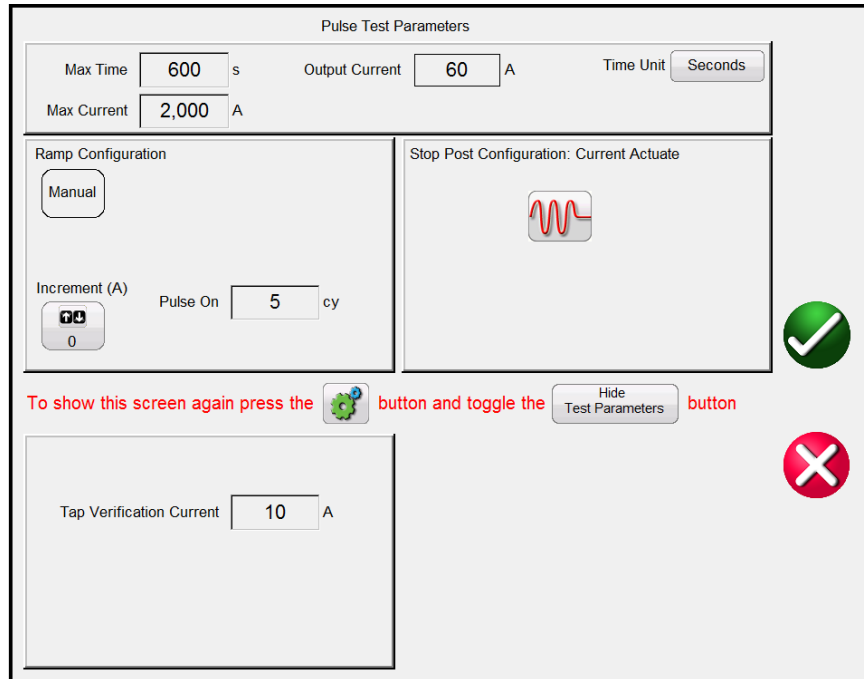 Pulse Test Parameters
Max Time 600 s Output Current 60 A Time Unit Seconds
Max Current 2,000 A
Ramp Configuration
Manual
Increment (A)
0
Pulse On 5 cy
Stop Post Configuration: Current Actuate
To show this screen again press the button and toggle the Hide Test Parameters button
Tap Verification Current 10 A